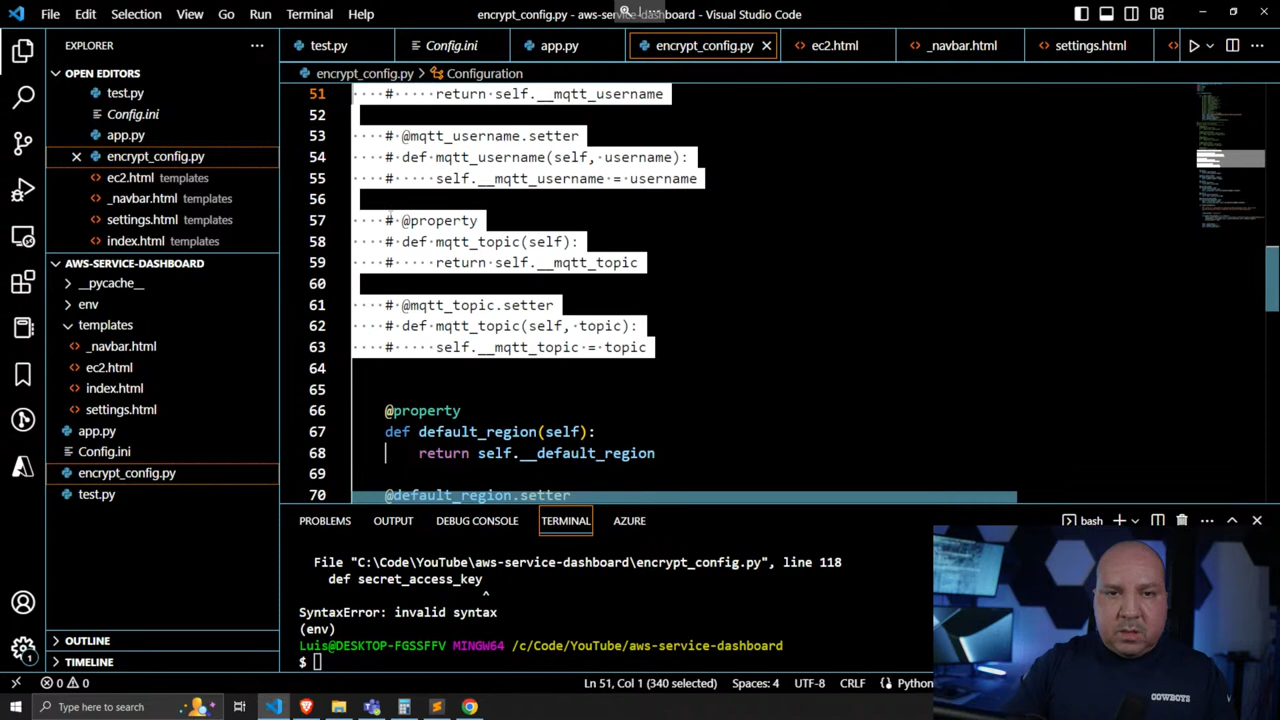 File Edit Selection View Go Run Terminal Help
encrypt_config.py - aws-service-dashboard - Visual Studio Code
EXPLORER
OPEN EDITORS
test.py
Config.ini
app.py
encrypt_config.py
ec2.html templates
_navbar.html templates
settings.html templates
index.html templates
AWS-SERVICE-DASHBOARD
__pycache__
env
templates
_navbar.html
ec2.html
index.html
settings.html
app.py
Config.ini
encrypt_config.py
test.py
OUTLINE
TIMELINE
test.py Config.ini app.py encrypt_config.py ec2.html _navbar.html settings.html
encrypt_config.py > Configuration
51 # return self.__mqtt_username
52
53 # @mqtt_username.setter
54 # def mqtt_username(self, username):
55 # self.__mqtt_username = username
56
57 # @property
58 # def mqtt_topic(self):
59 # return self.__mqtt_topic
60
61 # @mqtt_topic.setter
62 # def mqtt_topic(self, topic):
63 # self.__mqtt_topic = topic
64
65
66 @property
67 def default_region(self):
68 return self.__default_region
69
70 @default_region.setter
PROBLEMS OUTPUT DEBUG CONSOLE TERMINAL AZURE
bash
File "C:\Code\YouTube\aws-service-dashboard\encrypt_config.py", line 118
def secret_access_key
^
SyntaxError: invalid syntax
(env)
Luis@DESKTOP-FGSSFFV MINGW64 /c/Code/YouTube/aws-service-dashboard
$
COWBOYS
0 0 Ln 51, Col 1 (340 selected) Spaces: 4 UTF-8 CRLF Python
Type here to search